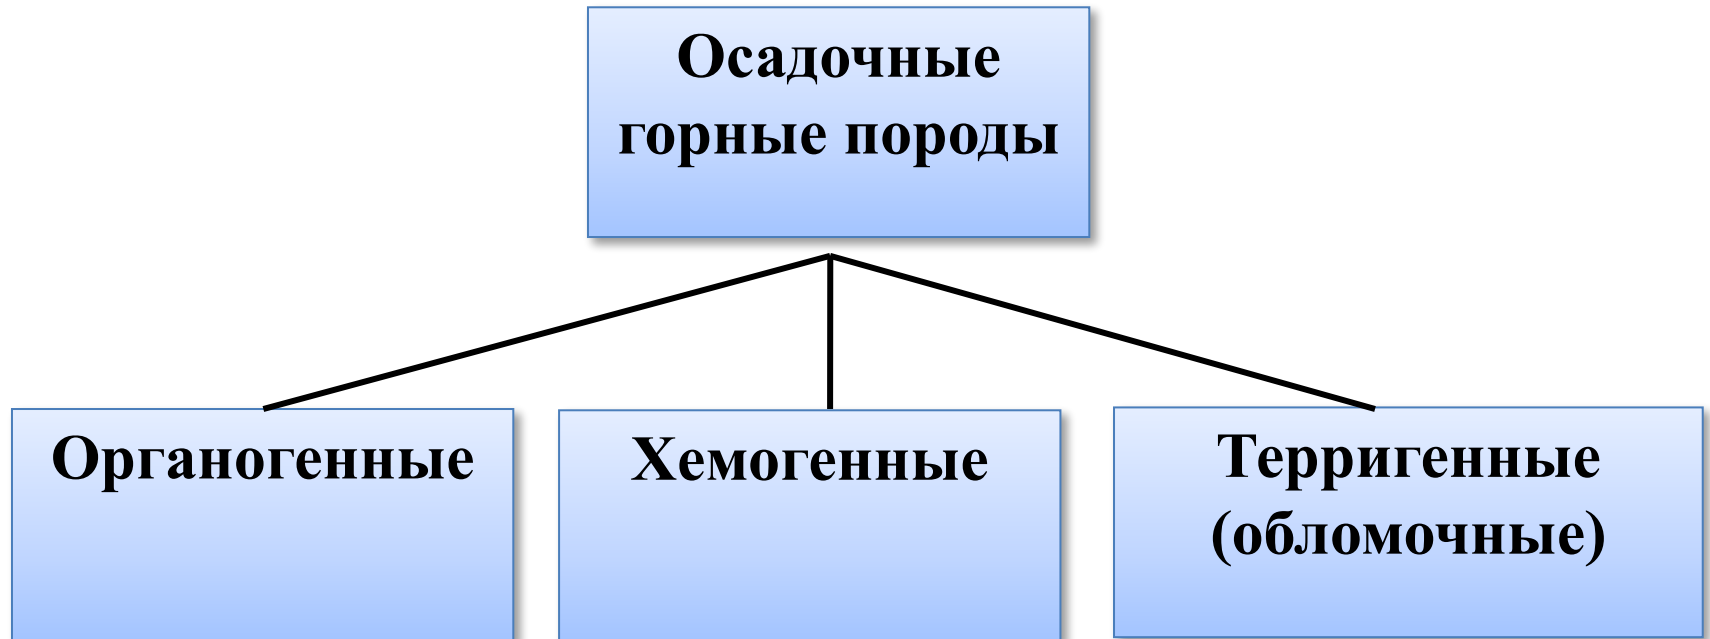 Осадочные
горные породы
Органогенные
Хемогенные
Терригенные
(обломочные)